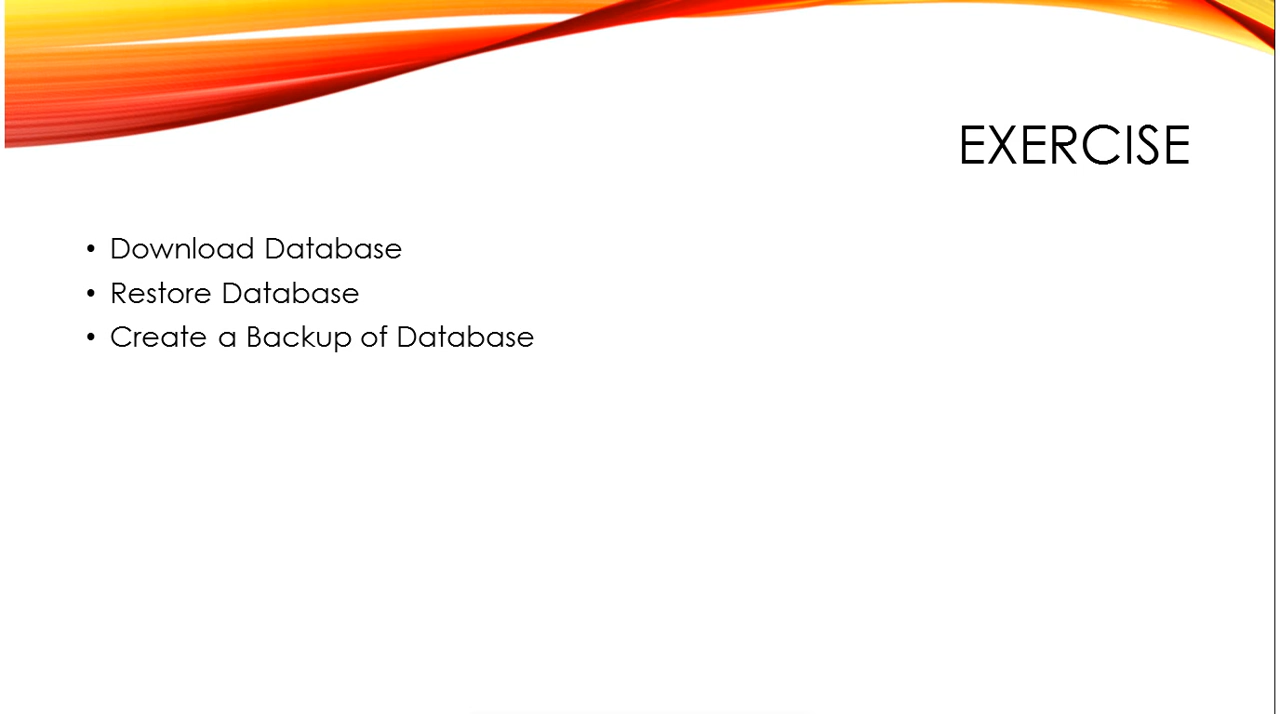 EXERCISE
• Download Database
• Restore Database
• Create a Backup of Database